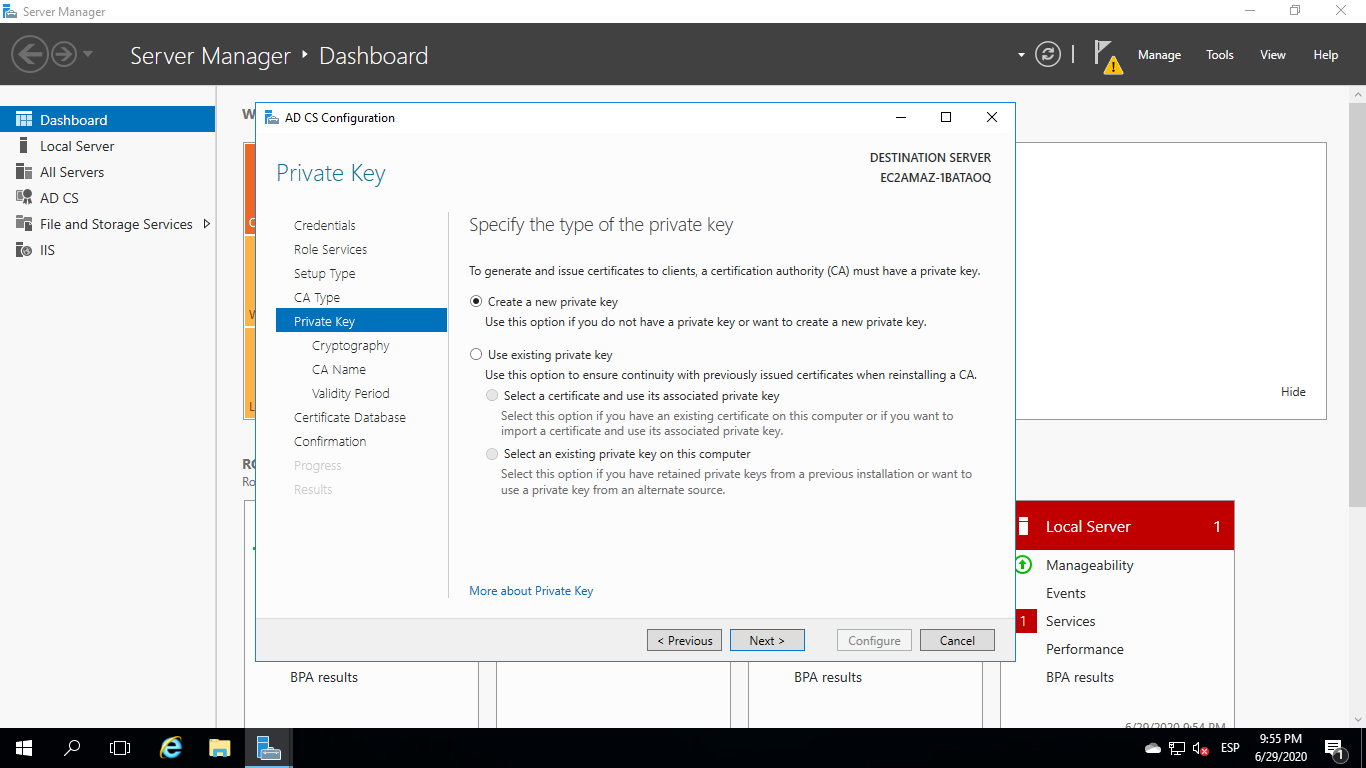 Server Manager
Server Manager
Dashboard
Manage
Tools
View
Help
Dashboard
Local Server
All Servers
AD CS
File and Storage Services
IIS
AD CS Configuration
Private Key
DESTINATION SERVER
EC2AMAZ-1BATAOQ
Credentials
Role Services
Setup Type
CA Type
Private Key
Cryptography
CA Name
Validity Period
Certificate Database
Confirmation
Progress
Results
Specify the type of the private key
To generate and issue certificates to clients, a certification authority (CA) must have a private key.
Create a new private key
Use this option if you do not have a private key or want to create a new private key.
Use existing private key
Use this option to ensure continuity with previously issued certificates when reinstalling a CA.
Select a certificate and use its associated private key
Select this option if you have an existing certificate on this computer or if you want to
import a certificate and use its associated private key.
Select an existing private key on this computer
Select this option if you have retained private keys from a previous installation or want to
use a private key from an alternate source.
More about Private Key
< Previous
Next >
Configure
Cancel
Hide
Local Server
1
Manageability
Events
1
Services
Performance
BPA results
BPA results
BPA results
6/29/2020 9:54 PM
ESP
9:55 PM
6/29/2020
1